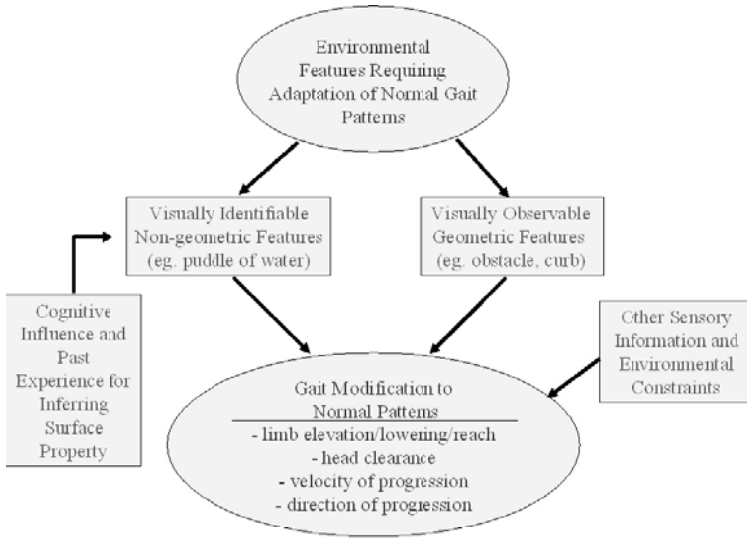 Environmental
Features Requiring
Adaptation of Normal Gait
Patterns
Visually Identifiable
Non-geometric Features
(eg. puddle of water)
Visually Observable
Geometric Features
(eg. obstacle, curb)
Cognitive
Influence and
Past
Experience for
Inferring
Surface
Property
Other Sensory
Information and
Environmental
Constraints
Gait Modification to
Normal Patterns
- limb elevation/lowering/reach
- head clearance
- velocity of progression
- direction of progression